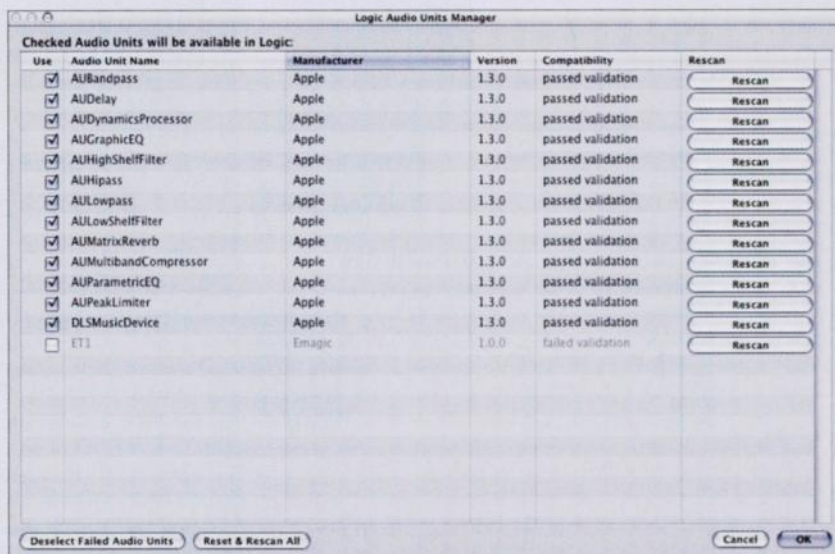 Logic Audio Units Manager
Checked Audio Units will be available in Logic:
Use Audio Unit Name Manufacturer Version Compatibility Rescan
AUBandpass Apple 1.3.0 passed validation Rescan
AUDelay Apple 1.3.0 passed validation Rescan
AUDynamicsProcessor Apple 1.3.0 passed validation Rescan
AUGraphicEQ Apple 1.3.0 passed validation Rescan
AUHighShelfFilter Apple 1.3.0 passed validation Rescan
AUHipass Apple 1.3.0 passed validation Rescan
AULowpass Apple 1.3.0 passed validation Rescan
AULowShelfFilter Apple 1.3.0 passed validation Rescan
AUMatrixReverb Apple 1.3.0 passed validation Rescan
AUMultibandCompressor Apple 1.3.0 passed validation Rescan
AUParametricEQ Apple 1.3.0 passed validation Rescan
AUPeakLimiter Apple 1.3.0 passed validation Rescan
DLSMusicDevice Apple 1.3.0 passed validation Rescan
ET1 Emagic 1.0.0 failed validation Rescan
Deselect Failed Audio Units Reset & Rescan All Cancel OK